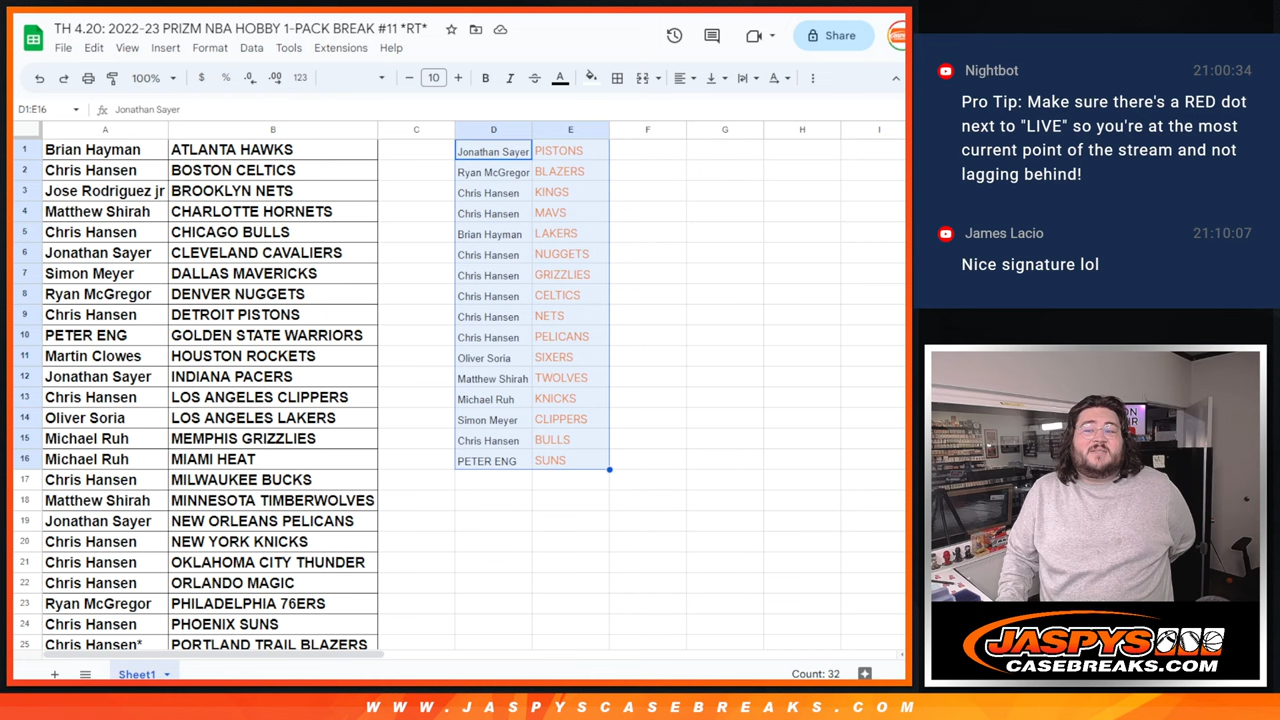 TH 4.20: 2022-23 PRIZM NBA HOBBY 1-PACK BREAK #11 *RT*
File Edit View Insert Format Data Tools Extensions Help
Share
100% $ % .0 .00 123 10 B I A
D1:E16 fx Jonathan Sayer
A B C D E F G H I
1 Brian Hayman ATLANTA HAWKS Jonathan Sayer PISTONS
2 Chris Hansen BOSTON CELTICS Ryan McGregor BLAZERS
3 Jose Rodriguez jr BROOKLYN NETS Chris Hansen KINGS
4 Matthew Shirah CHARLOTTE HORNETS Chris Hansen MAVS
5 Chris Hansen CHICAGO BULLS Brian Hayman LAKERS
6 Jonathan Sayer CLEVELAND CAVALIERS Chris Hansen NUGGETS
7 Simon Meyer DALLAS MAVERICKS Chris Hansen GRIZZLIES
8 Ryan McGregor DENVER NUGGETS Chris Hansen CELTICS
9 Chris Hansen DETROIT PISTONS Chris Hansen NETS
10 PETER ENG GOLDEN STATE WARRIORS Chris Hansen PELICANS
11 Martin Clowes HOUSTON ROCKETS Oliver Soria SIXERS
12 Jonathan Sayer INDIANA PACERS Matthew Shirah TWOLVES
13 Chris Hansen LOS ANGELES CLIPPERS Michael Ruh KNICKS
14 Oliver Soria LOS ANGELES LAKERS Simon Meyer CLIPPERS
15 Michael Ruh MEMPHIS GRIZZLIES Chris Hansen BULLS
16 Michael Ruh MIAMI HEAT PETER ENG SUNS
17 Chris Hansen MILWAUKEE BUCKS
18 Matthew Shirah MINNESOTA TIMBERWOLVES
19 Jonathan Sayer NEW ORLEANS PELICANS
20 Chris Hansen NEW YORK KNICKS
21 Chris Hansen OKLAHOMA CITY THUNDER
22 Chris Hansen ORLANDO MAGIC
23 Ryan McGregor PHILADELPHIA 76ERS
24 Chris Hansen PHOENIX SUNS
25 Chris Hansen* PORTLAND TRAIL BLAZERS
Sheet1 Count: 32
Nightbot 21:00:34
Pro Tip: Make sure there's a RED dot
next to "LIVE" so you're at the most
current point of the stream and not
lagging behind!
James Lacio 21:10:07
Nice signature lol
JASPYS
CASEBREAKS.COM
WWW.JASPYSCASEBREAKS.COM